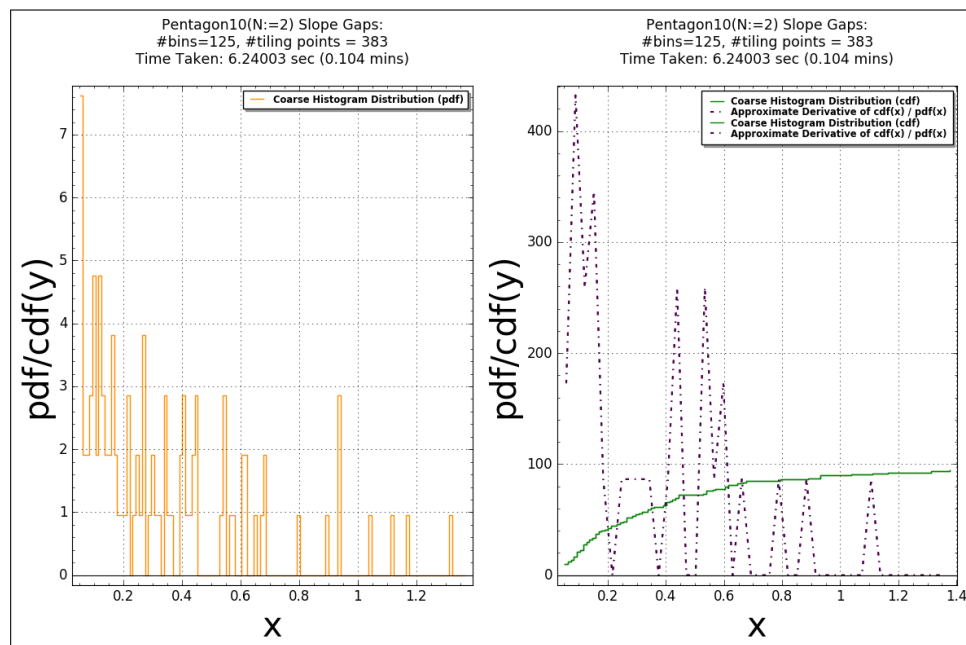 Pentagon10(N:=2) Slope Gaps:
#bins=125, #tiling points = 383
Time Taken: 6.24003 sec (0.104 mins)
Coarse Histogram Distribution (pdf)
pdf/cdf(y)
7
6
5
4
3
2
1
0
0.2
0.4
0.6
0.8
1
1.2
x
Pentagon10(N:=2) Slope Gaps:
#bins=125, #tiling points = 383
Time Taken: 6.24003 sec (0.104 mins)
Coarse Histogram Distribution (cdf)
Approximate Derivative of cdf(x) / pdf(x)
Coarse Histogram Distribution (cdf)
Approximate Derivative of cdf(x) / pdf(x)
pdf/cdf(y)
400
300
200
100
0
0.2
0.4
0.6
0.8
1
1.2
1.4
x